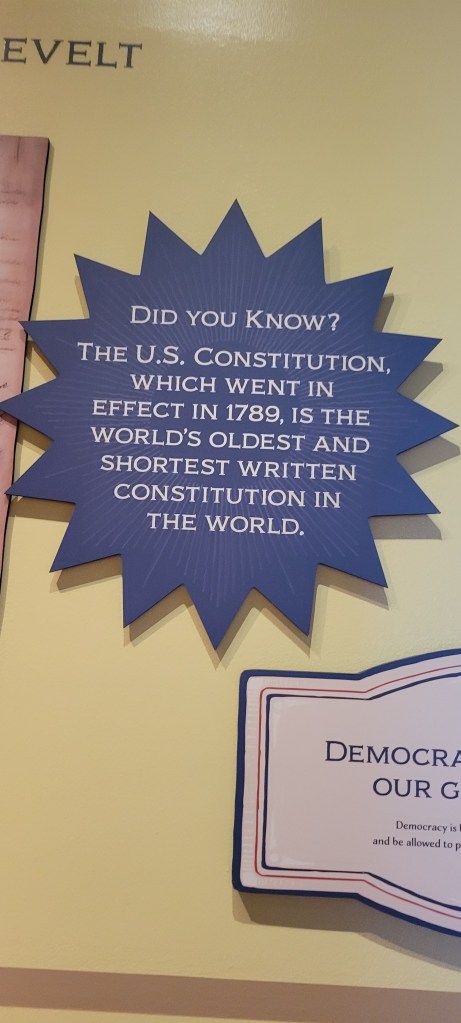 EVELT
DID YOU KNOW?
THE U.S. CONSTITUTION,
WHICH WENT IN
EFFECT IN 1789, IS THE
WORLD'S OLDEST AND
SHORTEST WRITTEN
CONSTITUTION IN
THE WORLD.
DEMOCRA
OUR G
Democracy is
and be allowed to p